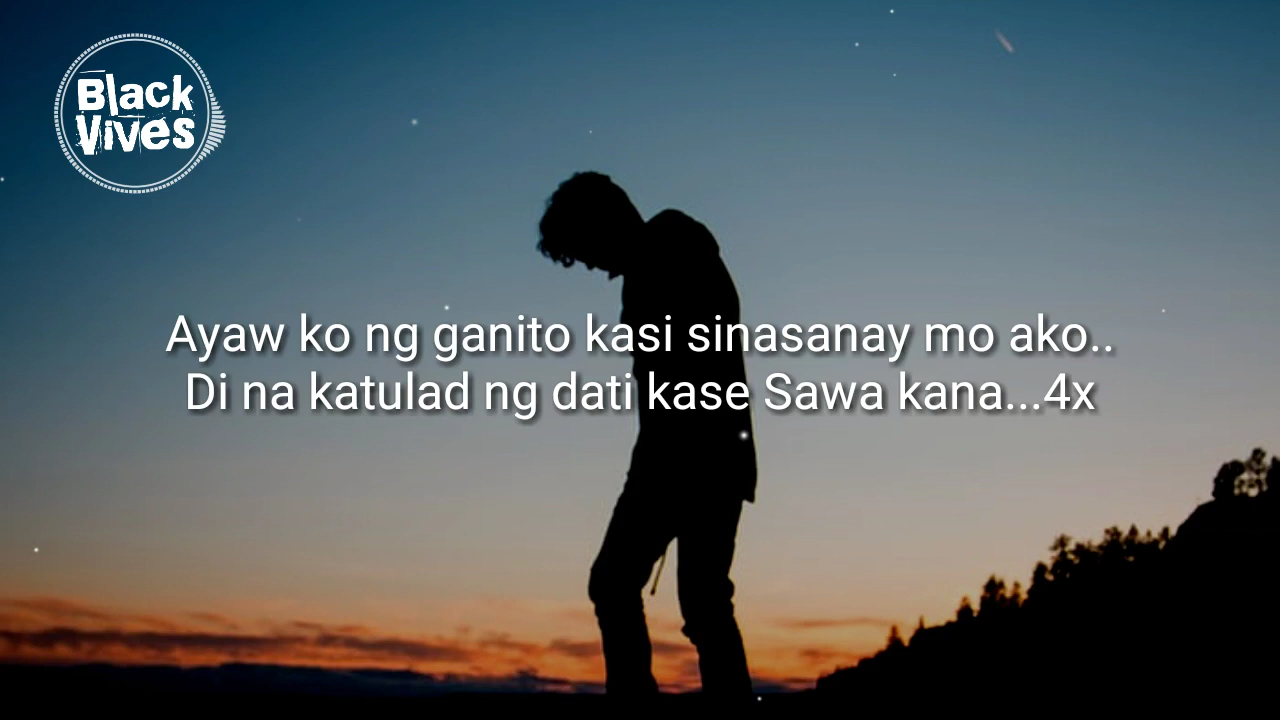 Black
Vives
Ayaw ko ng ganito kasi sinasanay mo ako..
Di na katulad ng dati kase Sawa kana...4x